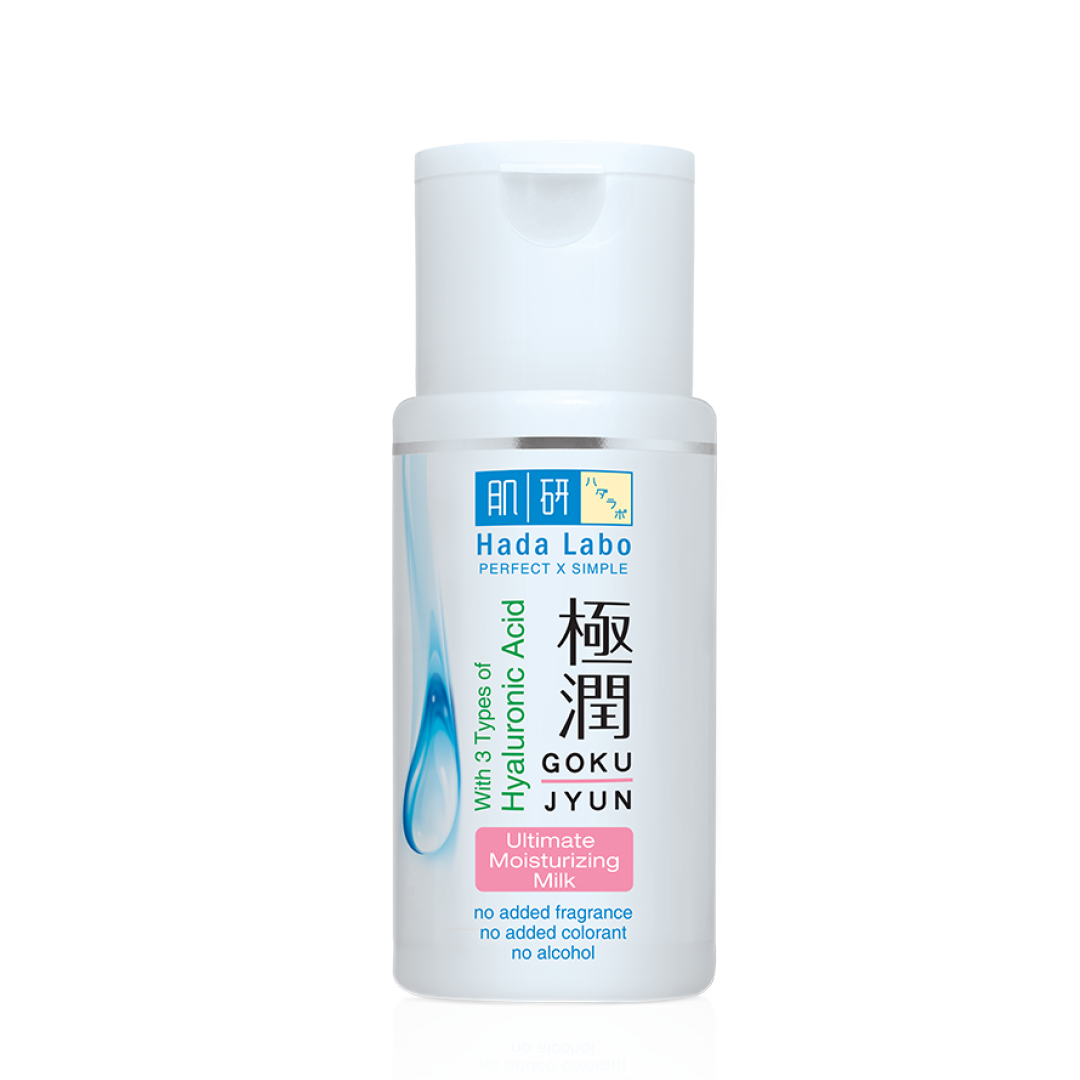 肌研
ハダラボ
Hada Labo
PERFECT X SIMPLE
With 3 Types of
Hyaluronic Acid
極潤
GOKU
JYUN
Ultimate
Moisturizing
Milk
no added fragrance
no added colorant
no alcohol